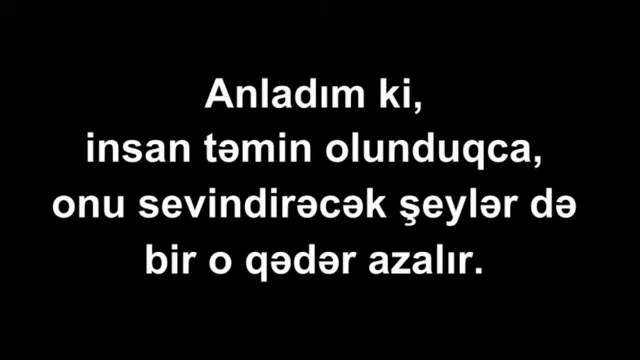 Anladım ki,
insan təmin olunduqca,
onu sevindirəcək şeylər də
bir o qədər azalır.